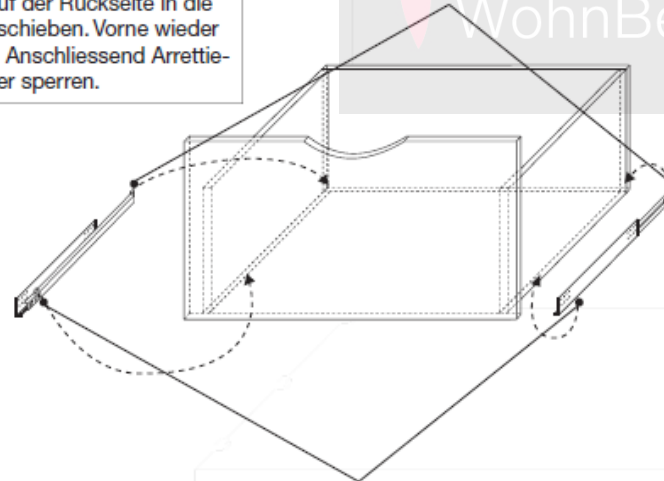 uf der Rückseite in die
schieben. Vorne wieder
Anschliessend Arrettie-
er sperren.
WohnBe